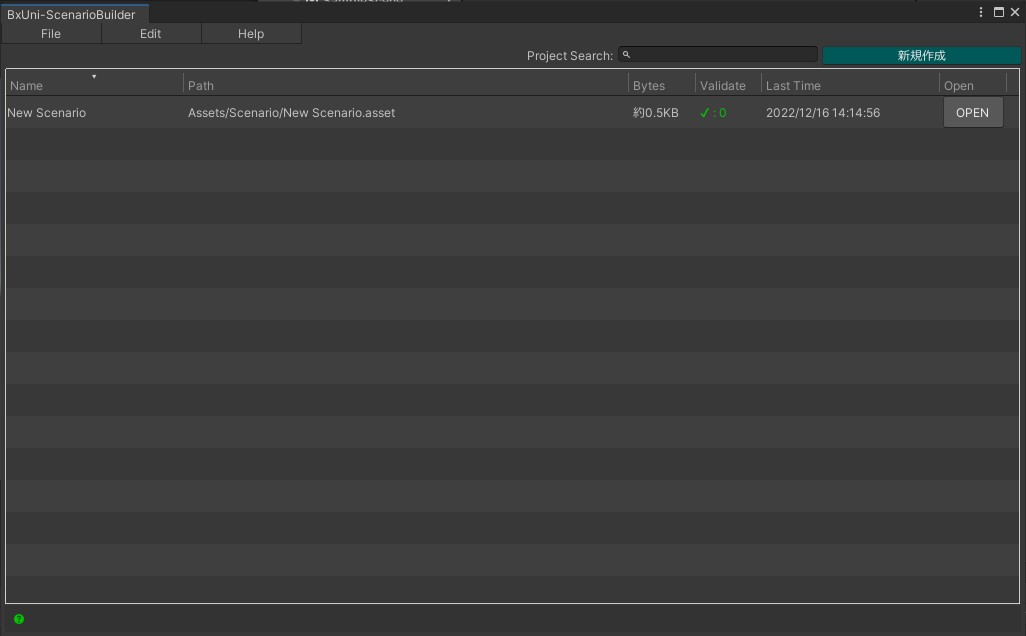 BxUni-ScenarioBuilder
File Edit Help
Project Search: 新規作成
Name Path Bytes Validate Last Time Open
New Scenario Assets/Scenario/New Scenario.asset 約0.5KB ✓ : 0 2022/12/16 14:14:56 OPEN